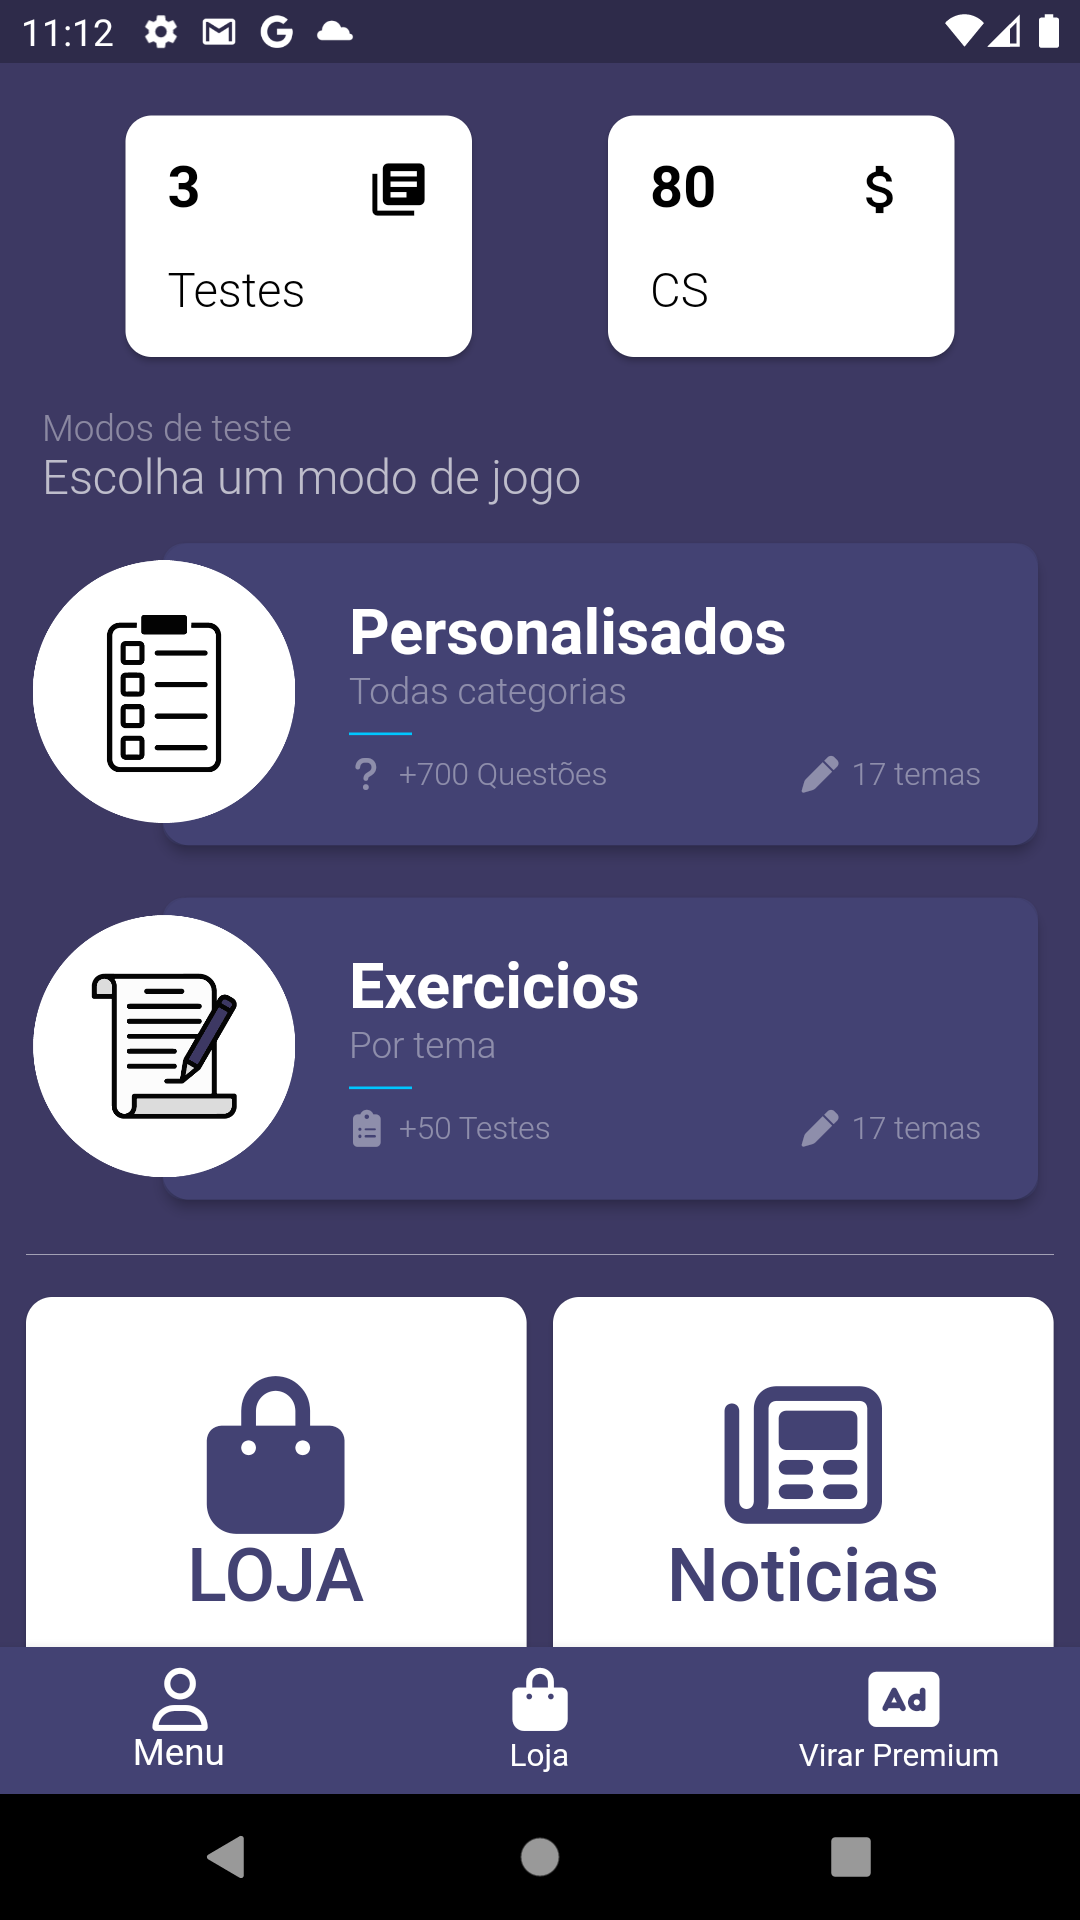 11:12
3
Testes
80
$
CS
Modos de teste
Escolha um modo de jogo
Personalisados
Todas categorias
? +700 Questões
17 temas
Exercicios
Por tema
+50 Testes
17 temas
LOJA
Noticias
Menu
Loja
Ad
Virar Premium